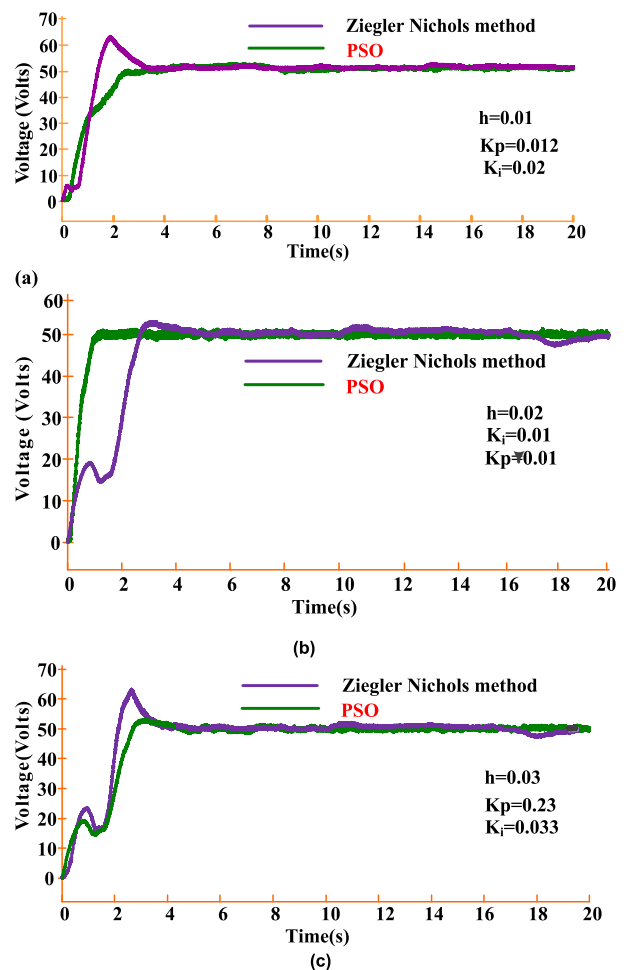 70
Ziegler Nichols method
60
PSO
50
40
h=0.01
30
Kp=0.012
20
Ki=0.02
10
0
Voltage (Volts)
0 2 4 6 8 10 12 14 16 18 20
Time(s)
(a)
60
50
Ziegler Nichols method
40
PSO
h=0.02
30
Ki=0.01
20
Kp=0.01
10
0
Voltage (Volts)
0 2 4 6 8 10 12 14 16 18 20
Time(s)
(b)
70
Ziegler Nichols method
60
PSO
50
40
h=0.03
30
Kp=0.23
20
Ki=0.033
10
0
Voltage(Volts)
0 2 4 6 8 10 12 14 16 18 20
Time(s)
(c)